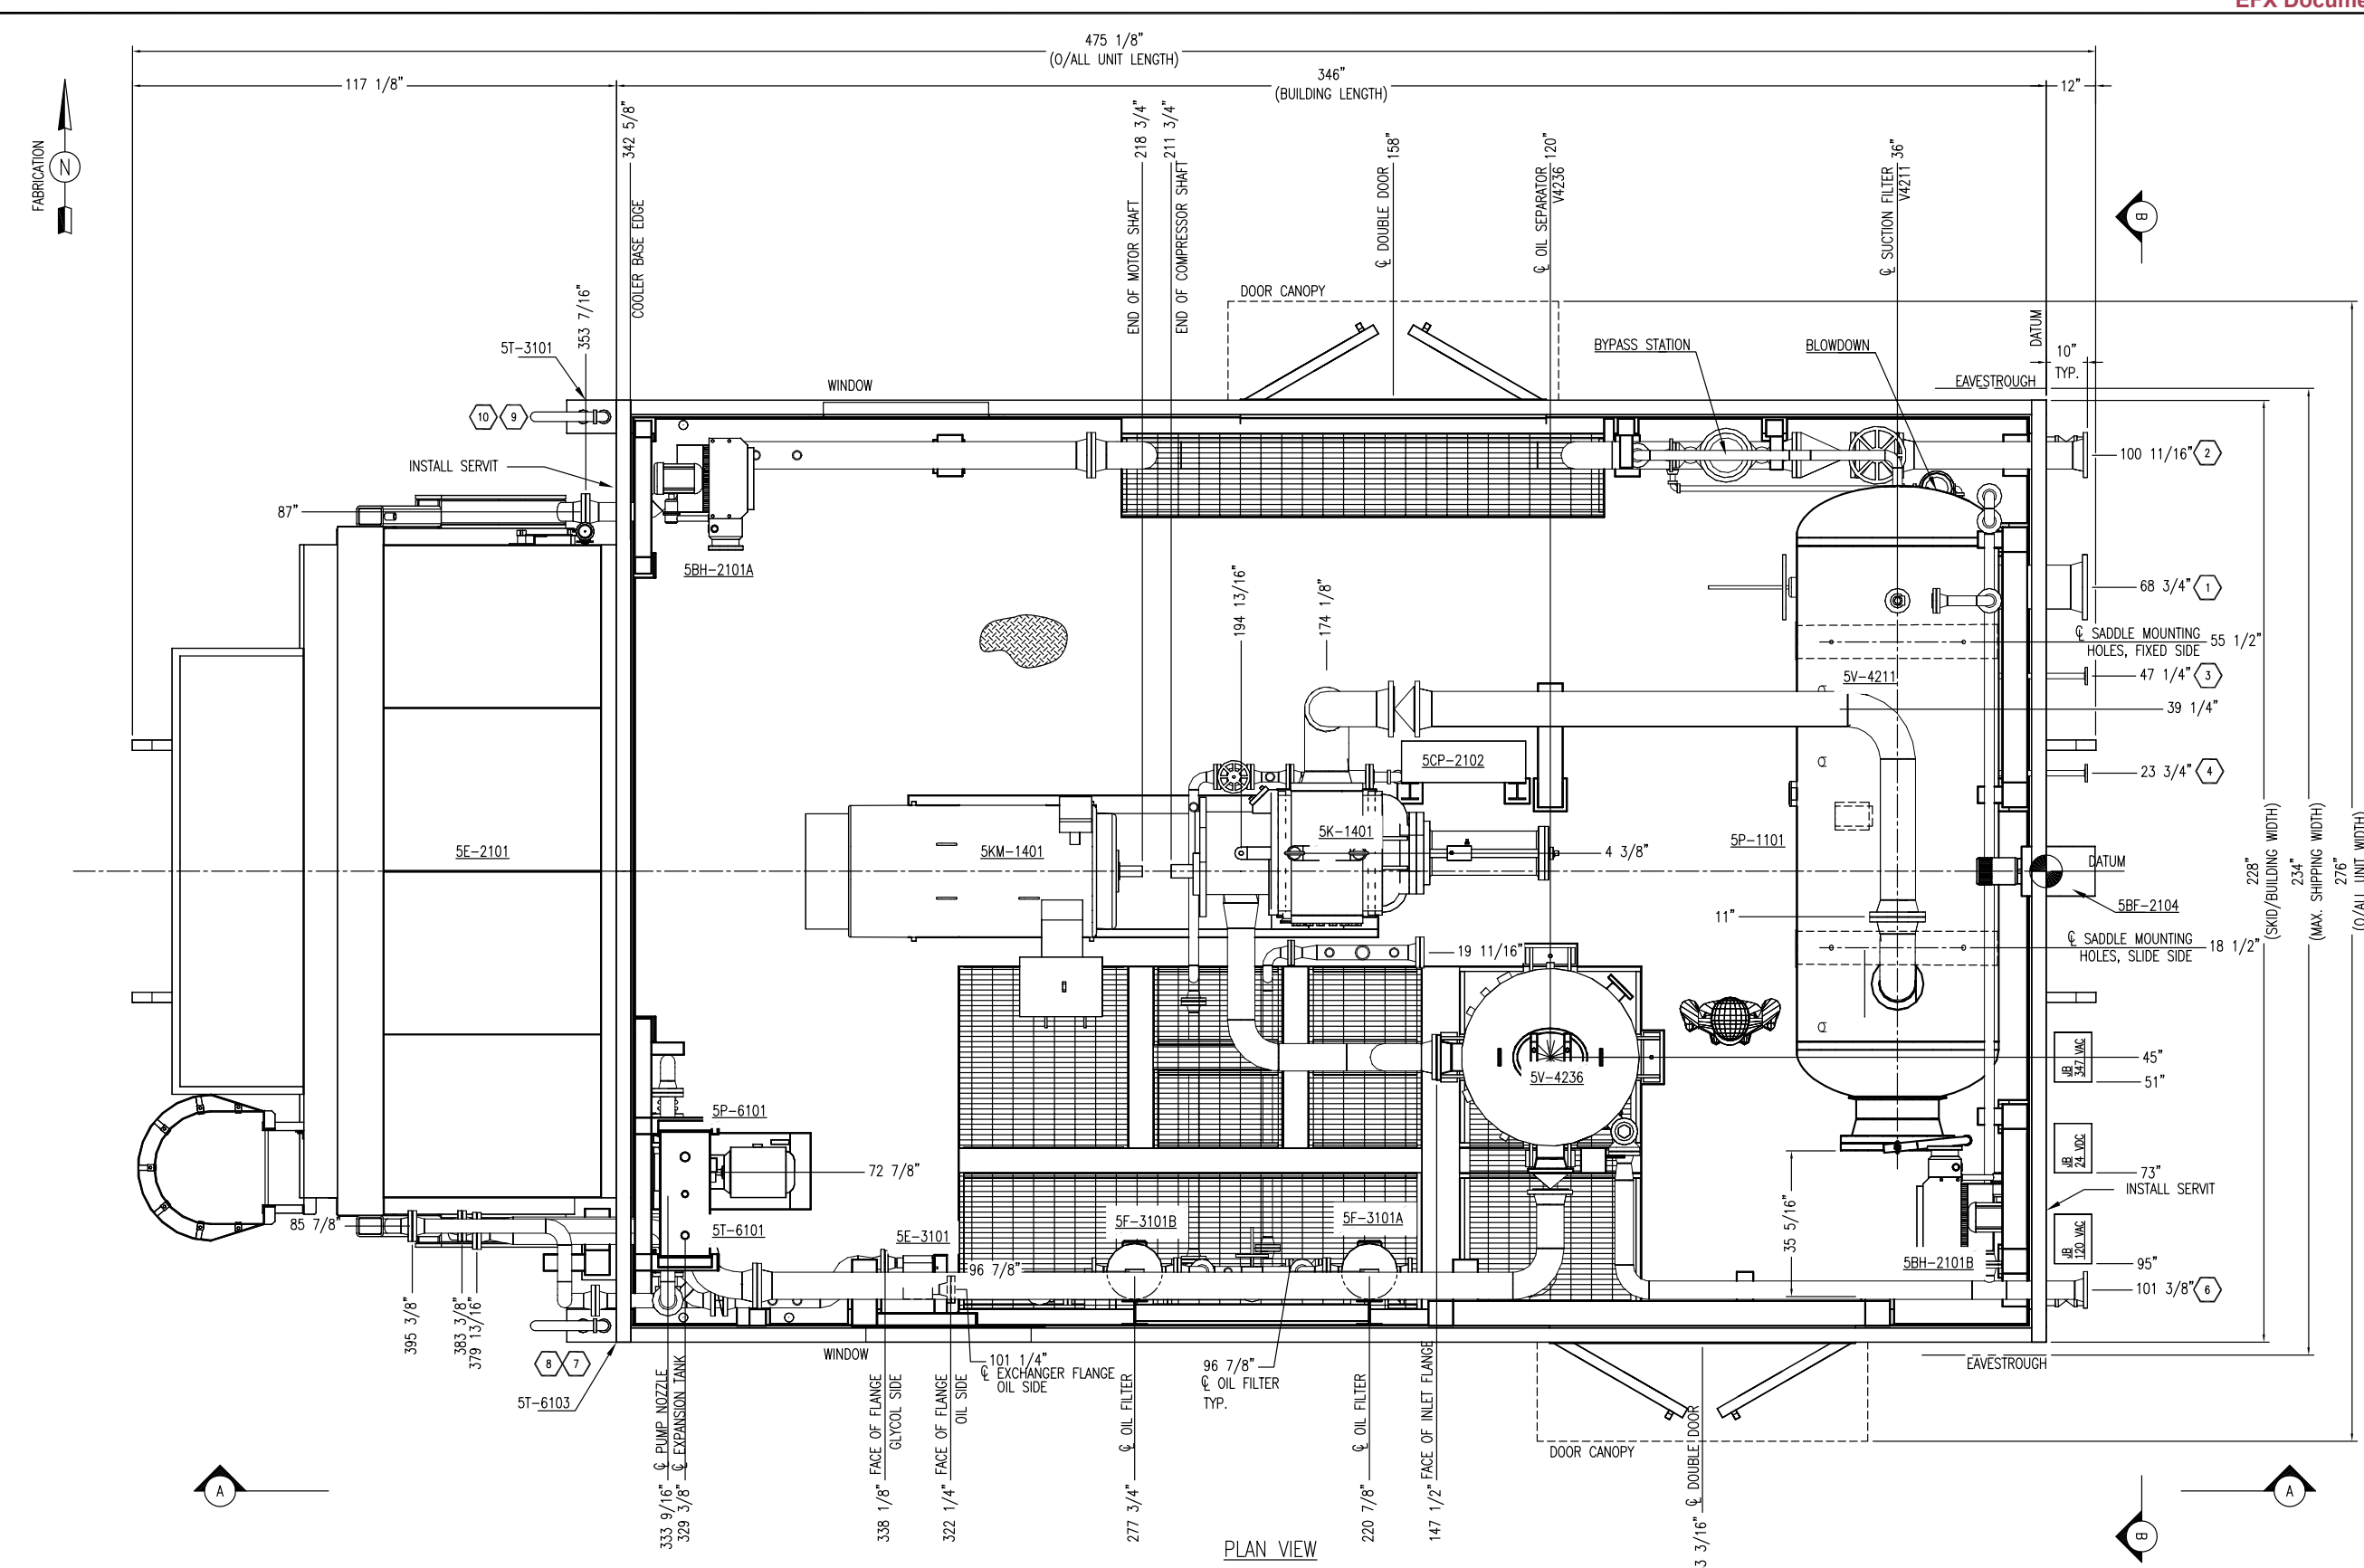 475 1/8"
(O/ALL UNIT LENGTH)
117 1/8"
346"
(BUILDING LENGTH)
12"
FABRICATION
N
342 5/8"
COOLER BASE EDGE
218 3/4"
END OF MOTOR SHAFT
211 3/4"
END OF COMPRESSOR SHAFT
158"
℄ DOUBLE DOOR
120"
℄ OIL SEPARATOR
V4236
36"
℄ SUCTION FILTER
V4211
B
DOOR CANOPY
DATUM
353 7/16"
5T-3101
BYPASS STATION
BLOWDOWN
10"
TYP.
EAVESTROUGH
WINDOW
10
9
INSTALL SERVIT
100 11/16"
2
87"
5BH-2101A
194 13/16"
174 1/8"
68 3/4"
1
℄ SADDLE MOUNTING
HOLES, FIXED SIDE
55 1/2"
5V-4211
47 1/4"
3
39 1/4"
5CP-2102
23 3/4"
4
5E-2101
5KM-1401
5K-1401
4 3/8"
5P-1101
DATUM
228"
(SKID/BUILDING WIDTH)
234"
(MAX. SHIPPING WIDTH)
276"
(O/ALL UNIT WIDTH)
5BF-2104
11"
19 11/16"
℄ SADDLE MOUNTING
HOLES, SLIDE SIDE
18 1/2"
JB
347 VAC
45"
51"
5V-4236
5P-6101
72 7/8"
JB
24 VDC
73"
INSTALL SERVIT
85 7/8"
5T-6101
5E-3101
5F-3101B
5F-3101A
35 5/16"
JB
120 VAC
95"
5BH-2101B
96 7/8"
101 3/8"
6
395 3/8"
383 3/8"
379 13/16"
8
7
5T-6103
WINDOW
101 1/4"
℄ EXCHANGER FLANGE
OIL SIDE
96 7/8"
℄ OIL FILTER
TYP.
EAVESTROUGH
DOOR CANOPY
333 9/16"
℄ PUMP NOZZLE
329 3/8"
℄ EXPANSION TANK
338 1/8"
FACE OF FLANGE
GLYCOL SIDE
322 1/4"
FACE OF FLANGE
OIL SIDE
277 3/4"
℄ OIL FILTER
220 7/8"
℄ OIL FILTER
147 1/2"
FACE OF INLET FLANGE
3 3/16"
℄ DOUBLE DOOR
A
A
B
PLAN VIEW